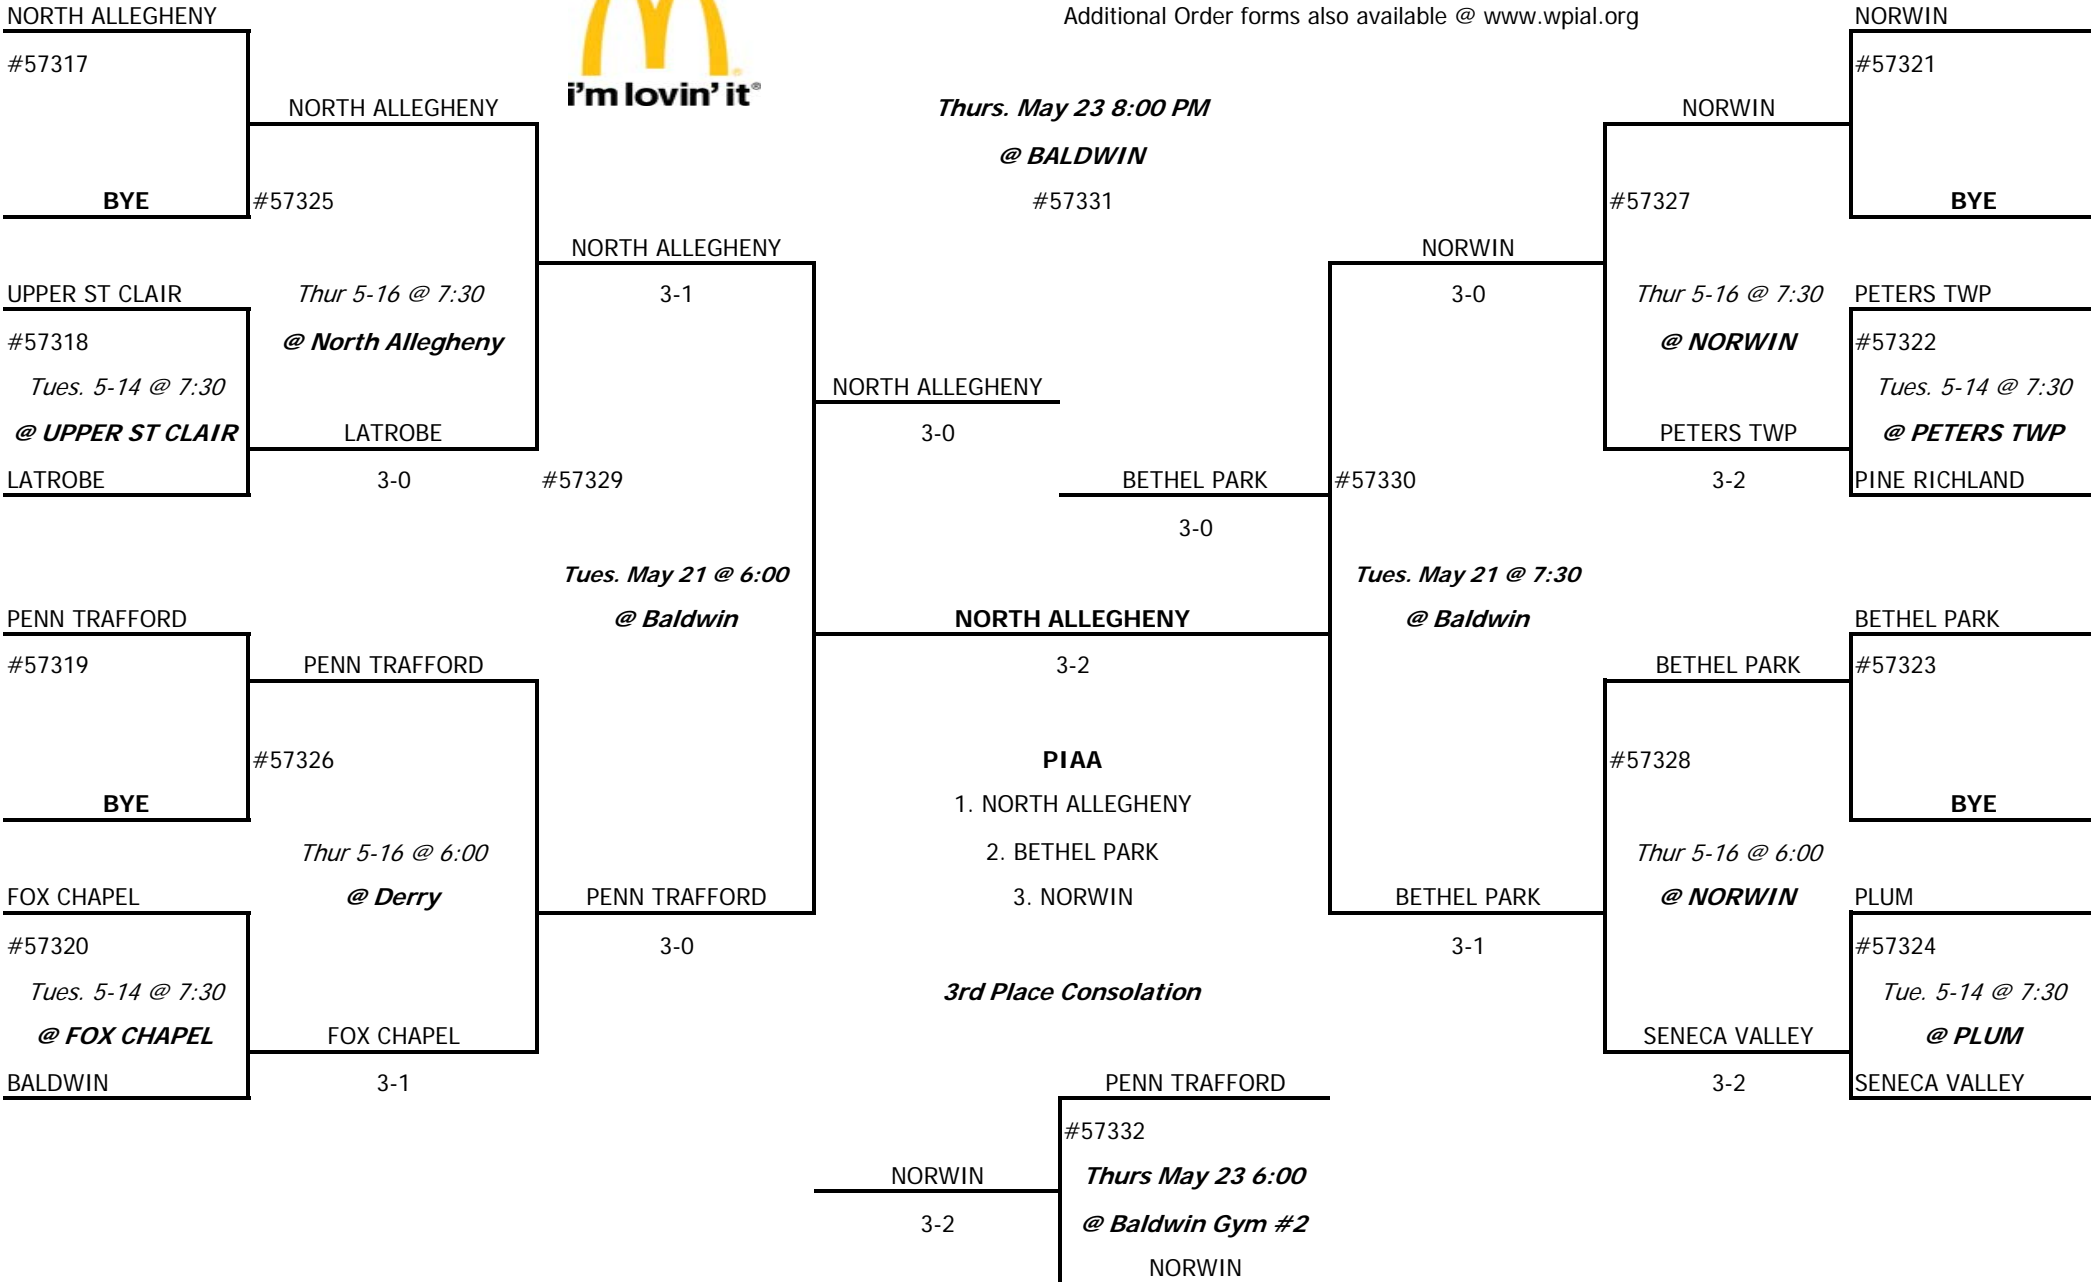 NORTH ALLEGHENY
Additional Order forms also available @ www.wpial.org
NORWIN
#57317
#57321
i'm lovin' it®
NORTH ALLEGHENY
Thurs. May 23 8:00 PM
NORWIN
@ BALDWIN
BYE
#57325
#57331
#57327
BYE
NORTH ALLEGHENY
NORWIN
UPPER ST CLAIR
Thur 5-16 @ 7:30
3-1
3-0
Thur 5-16 @ 7:30
PETERS TWP
#57318
@ North Allegheny
@ NORWIN
#57322
Tues. 5-14 @ 7:30
NORTH ALLEGHENY
Tues. 5-14 @ 7:30
@ UPPER ST CLAIR
LATROBE
3-0
PETERS TWP
@ PETERS TWP
LATROBE
3-0
#57329
BETHEL PARK
#57330
3-2
PINE RICHLAND
3-0
Tues. May 21 @ 6:00
Tues. May 21 @ 7:30
PENN TRAFFORD
@ Baldwin
NORTH ALLEGHENY
@ Baldwin
BETHEL PARK
#57319
PENN TRAFFORD
3-2
BETHEL PARK
#57323
#57326
PIAA
#57328
BYE
1. NORTH ALLEGHENY
BYE
Thur 5-16 @ 6:00
2. BETHEL PARK
Thur 5-16 @ 6:00
FOX CHAPEL
@ Derry
PENN TRAFFORD
3. NORWIN
BETHEL PARK
@ NORWIN
PLUM
#57320
3-0
3-1
#57324
Tues. 5-14 @ 7:30
3rd Place Consolation
Tue. 5-14 @ 7:30
@ FOX CHAPEL
FOX CHAPEL
SENECA VALLEY
@ PLUM
BALDWIN
3-1
PENN TRAFFORD
3-2
SENECA VALLEY
#57332
NORWIN
Thurs May 23 6:00
3-2
@ Baldwin Gym #2
NORWIN